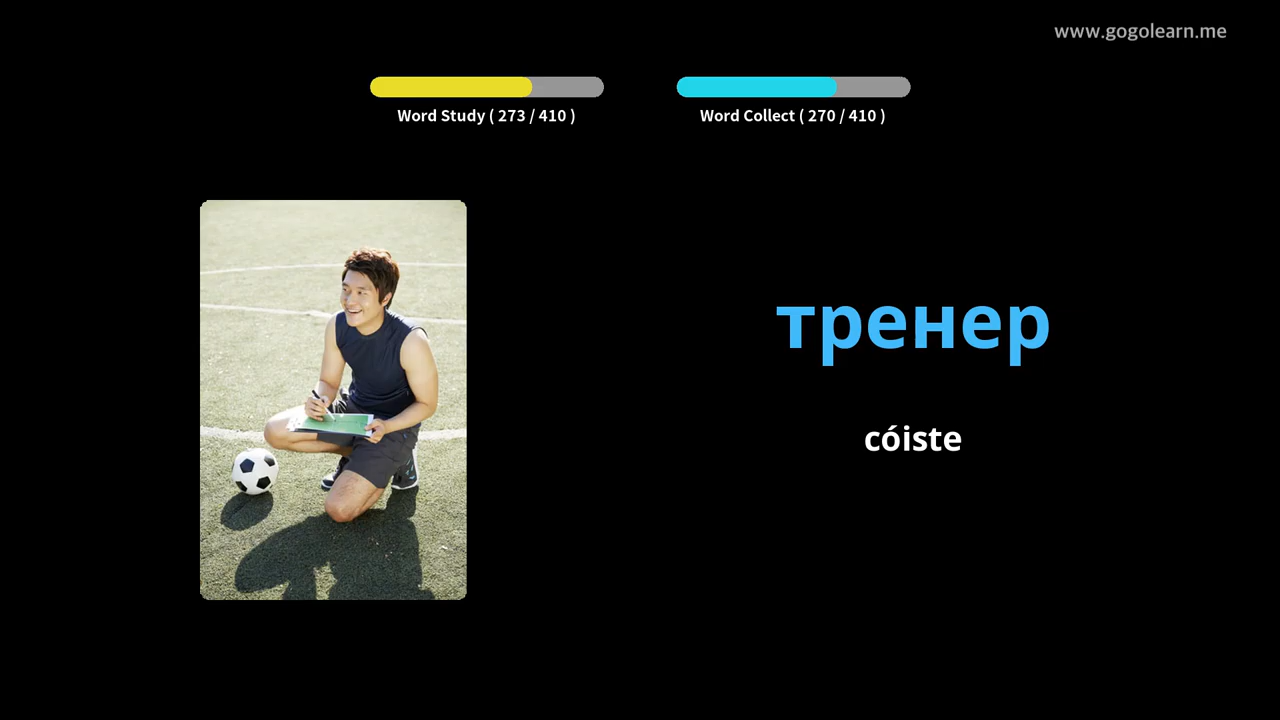 www.gogolearn.me
Word Study ( 273 / 410 )
Word Collect ( 270 / 410 )
тренер
cóiste